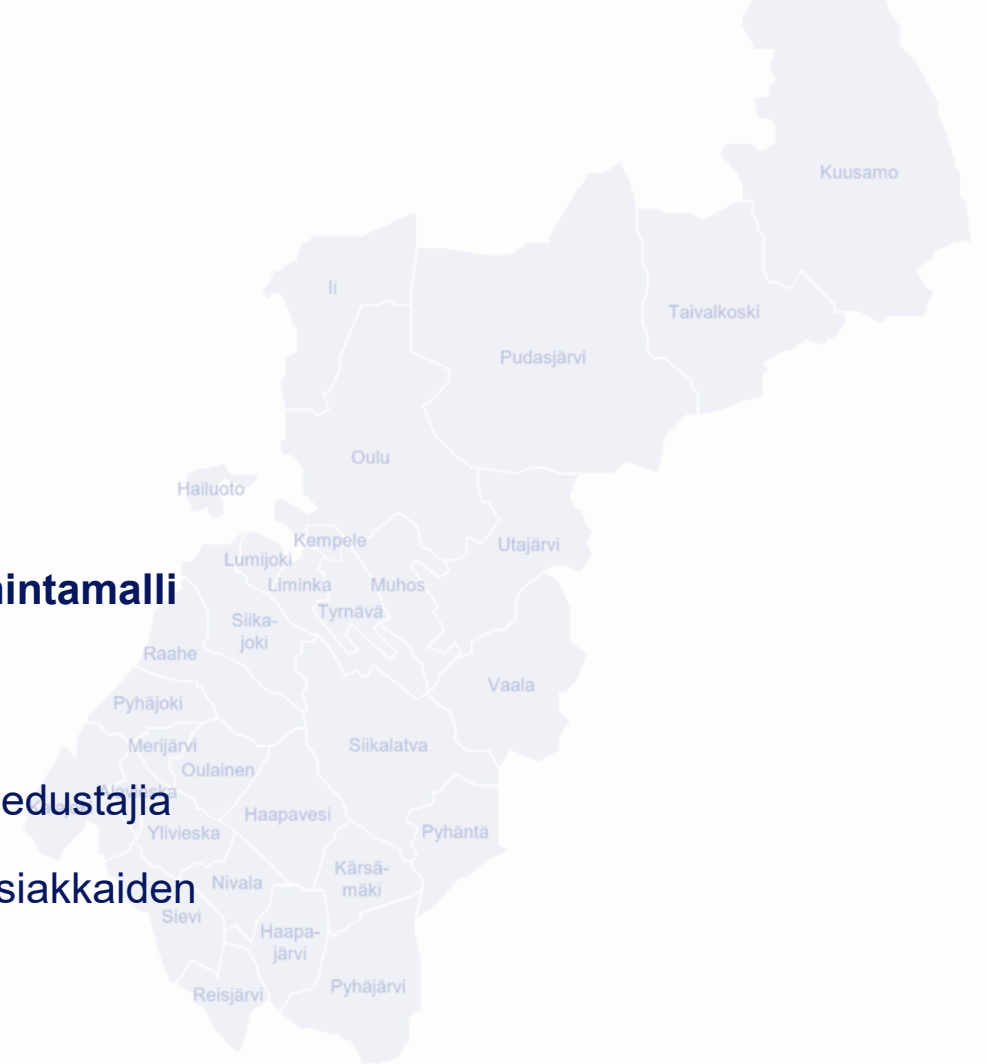 Kuusamo
Ii
Taivalkoski
Pudasjärvi
Oulu
Hailuoto
Kempele
Utajärvi
Lumijoki
Liminka
Muhos
intamalli
Tyrnävä
Siika-
joki
Raahe
Vaala
Pyhäjoki
Merijärvi
Siikalatva
Oulainen
edustajia
Haapavesi
Ylivieska
Pyhäntä
Kärsä-
mäki
siakkaiden
Nivala
Sievi
Haapa-
järvi
Reisjärvi
Pyhäjärvi